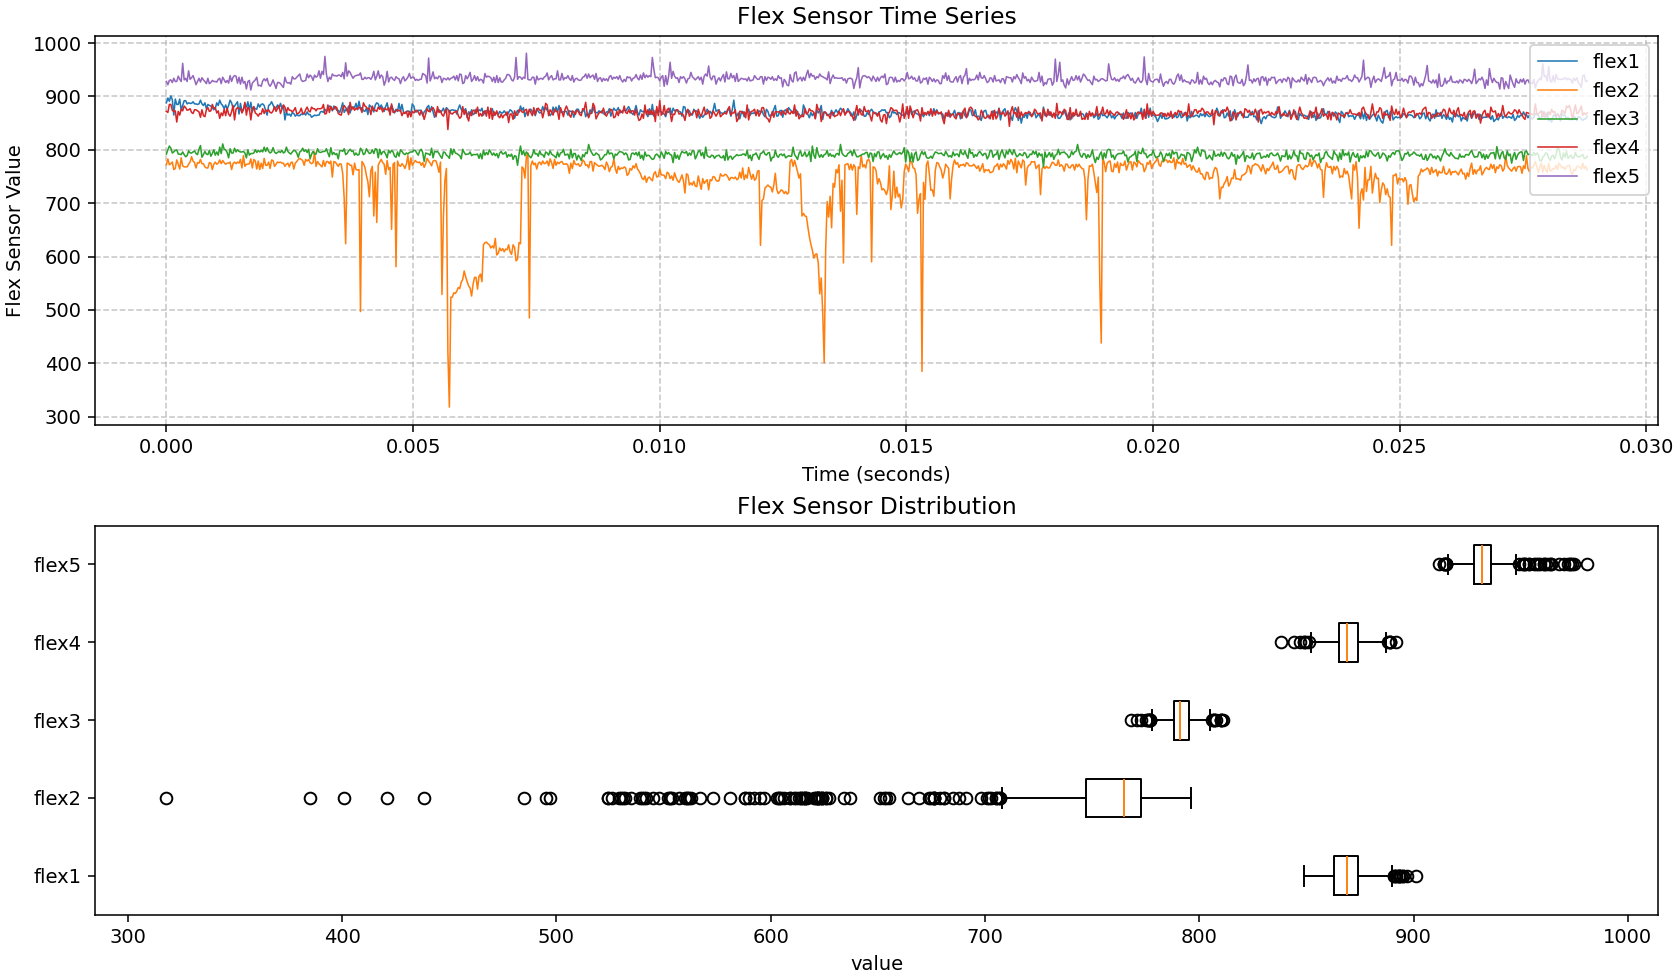 Flex Sensor Time Series
Flex Sensor Value
1000
900
800
700
600
500
400
300
flex1
flex2
flex3
flex4
flex5
0.000 0.005 0.010 0.015 0.020 0.025 0.030
Time (seconds)
Flex Sensor Distribution
flex5
flex4
flex3
flex2
flex1
300 400 500 600 700 800 900 1000
value